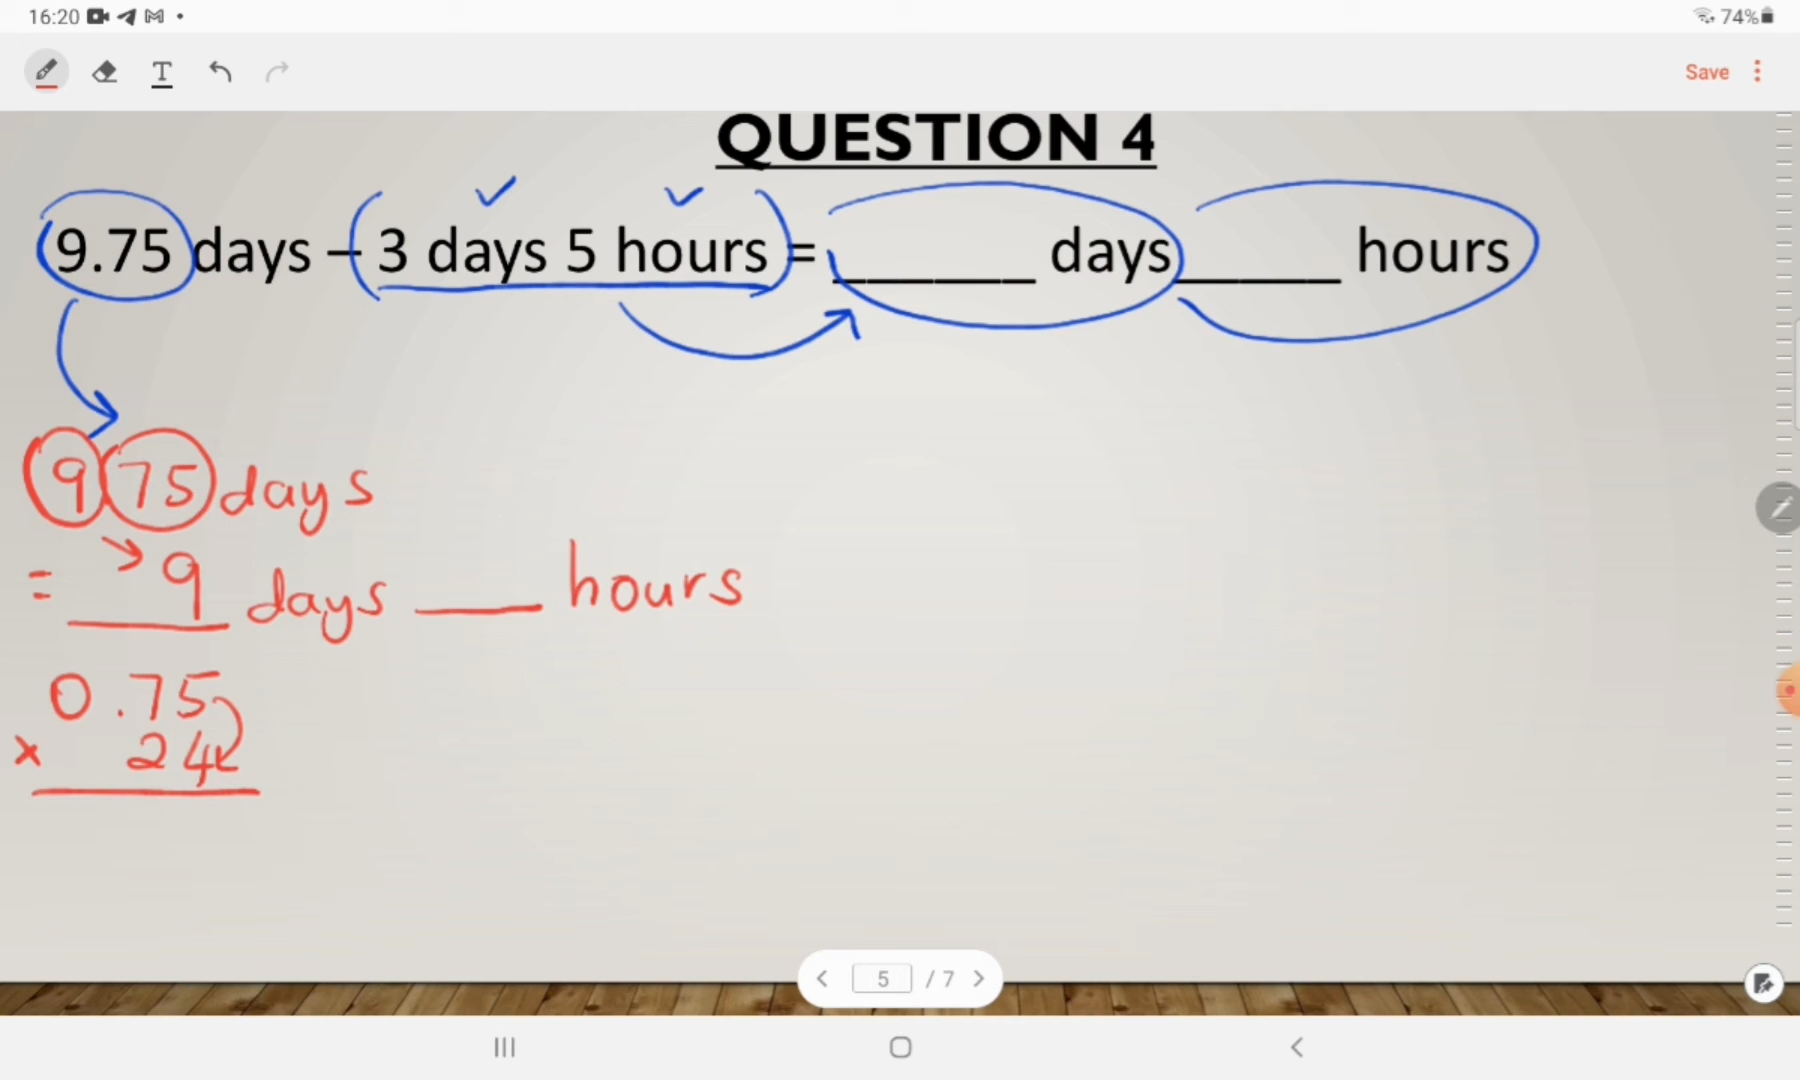 16:20
74%
T
Save
QUESTION 4
9.75 days – 3 days 5 hours = ______ days _____ hours
9 75 days
= 9 days ___ hours
0.75
x 24
5 / 7